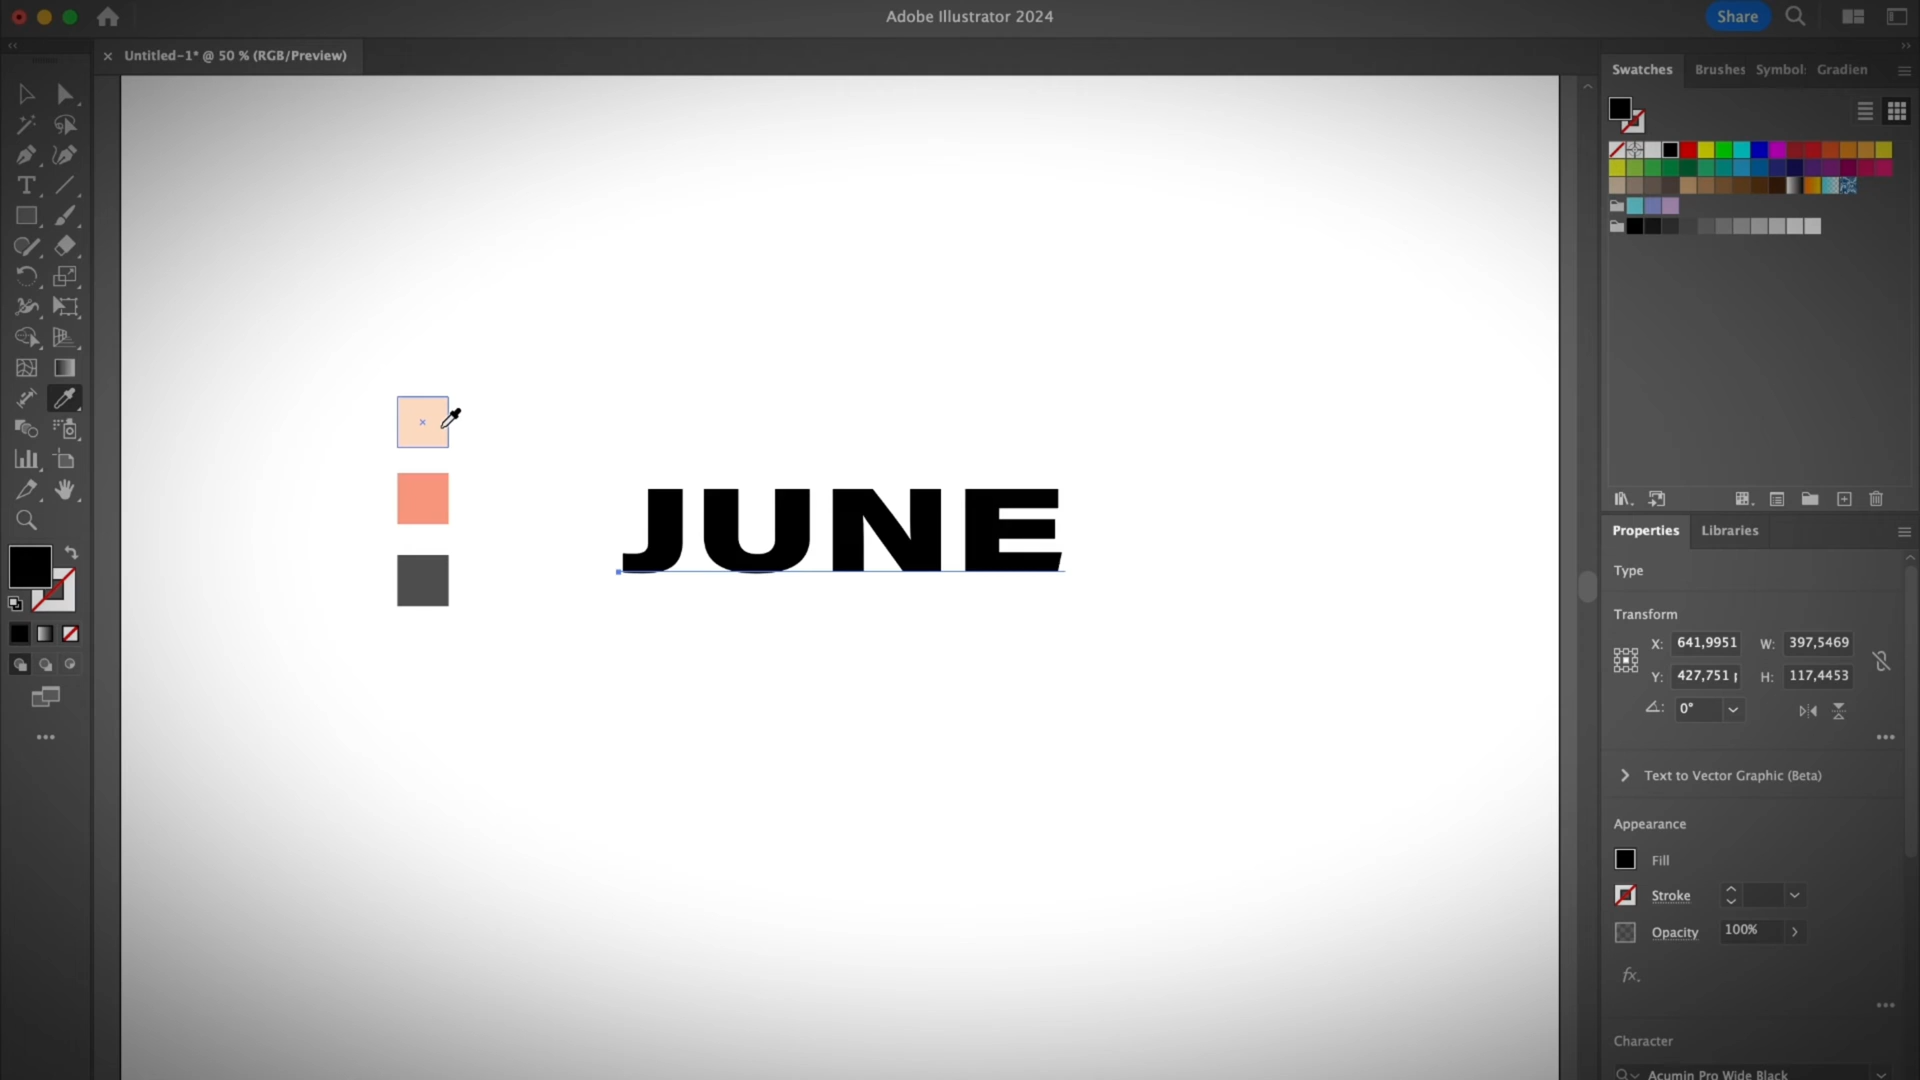 Adobe Illustrator 2024
Share
Untitled-1* @ 50 % (RGB/Preview)
Swatches Brushes Symbol: Gradien
JUNE
Properties Libraries
Type
Transform
X: 641,9951 W: 397,5469
Y: 427,751 H: 117,4453
0°
Text to Vector Graphic (Beta)
Appearance
Fill
Stroke
Opacity 100%
fx.
Character
Acumin Pro Wide Black